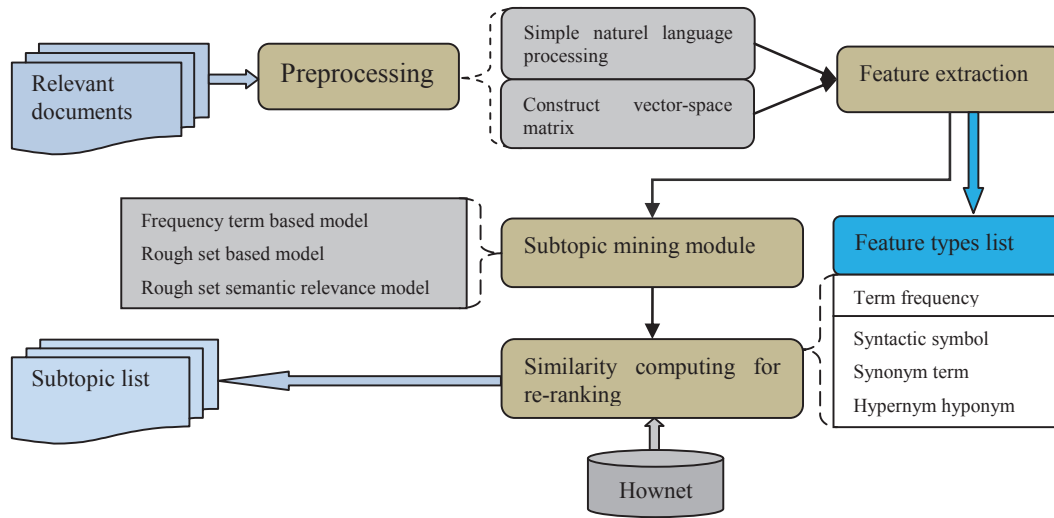 Relevant
documents
Preprocessing
Simple naturel language
processing
Construct vector-space
matrix
Feature extraction
Frequency term based model
Rough set based model
Rough set semantic relevance model
Subtopic mining module
Feature types list
Term frequency
Syntactic symbol
Synonym term
Hypernym hyponym
Subtopic list
Similarity computing for
re-ranking
Hownet